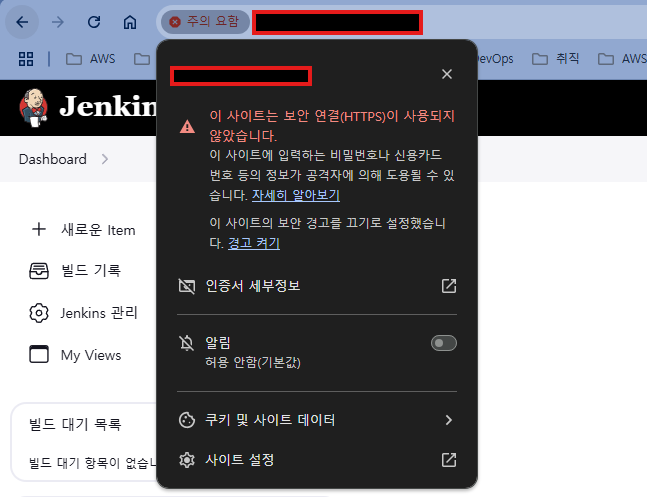 주의 요함
AWS
DevOps
취직
AWS
Jenkins
이 사이트는 보안 연결(HTTPS)이 사용되지
않았습니다.
이 사이트에 입력하는 비밀번호나 신용카드
번호 등의 정보가 공격자에 의해 도용될 수 있
습니다. 자세히 알아보기
이 사이트의 보안 경고를 끄기로 설정했습니
다. 경고 켜기
Dashboard
새로운 Item
빌드 기록
Jenkins 관리
My Views
인증서 세부정보
알림
허용 안함(기본값)
쿠키 및 사이트 데이터
사이트 설정
빌드 대기 목록
빌드 대기 항목이 없습니